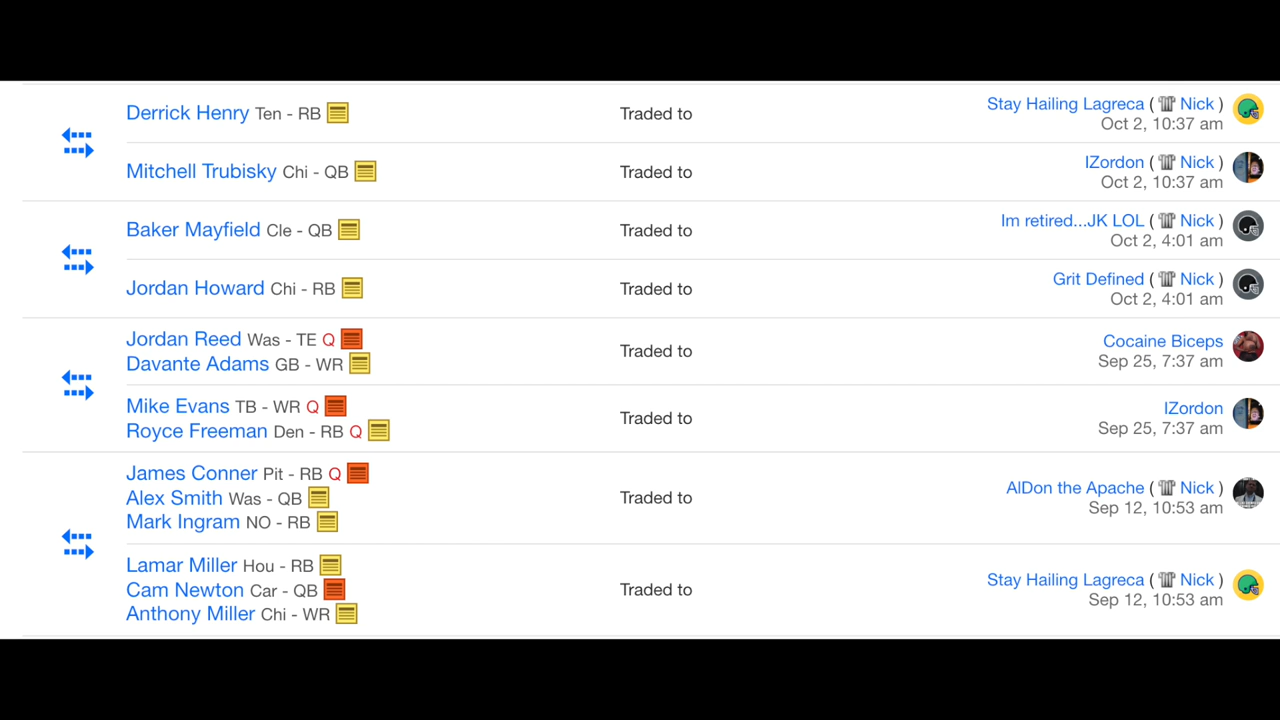 Derrick Henry Ten - RB
Traded to
Stay Hailing Lagreca ( Nick )
Oct 2, 10:37 am
Mitchell Trubisky Chi - QB
Traded to
IZordon ( Nick )
Oct 2, 10:37 am
Baker Mayfield Cle - QB
Traded to
Im retired...JK LOL ( Nick )
Oct 2, 4:01 am
Jordan Howard Chi - RB
Traded to
Grit Defined ( Nick )
Oct 2, 4:01 am
Jordan Reed Was - TE Q
Davante Adams GB - WR
Traded to
Cocaine Biceps
Sep 25, 7:37 am
Mike Evans TB - WR Q
Royce Freeman Den - RB Q
Traded to
IZordon
Sep 25, 7:37 am
James Conner Pit - RB Q
Alex Smith Was - QB
Mark Ingram NO - RB
Traded to
AlDon the Apache ( Nick )
Sep 12, 10:53 am
Lamar Miller Hou - RB
Cam Newton Car - QB
Anthony Miller Chi - WR
Traded to
Stay Hailing Lagreca ( Nick )
Sep 12, 10:53 am